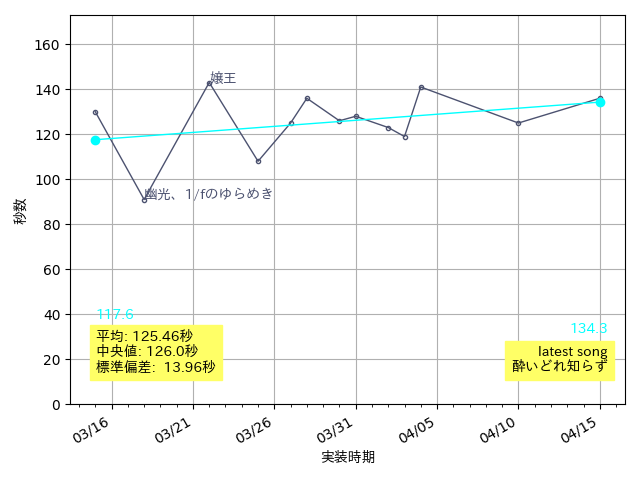 160
140
120
100
80
60
40
20
0
秒数
嬢王
幽光、1/fのゆらめき
117.6
134.3
平均: 125.46秒
中央値: 126.0秒
標準偏差: 13.96秒
latest song
酔いどれ知らず
03/16
03/21
03/26
03/31
04/05
04/10
04/15
実装時期